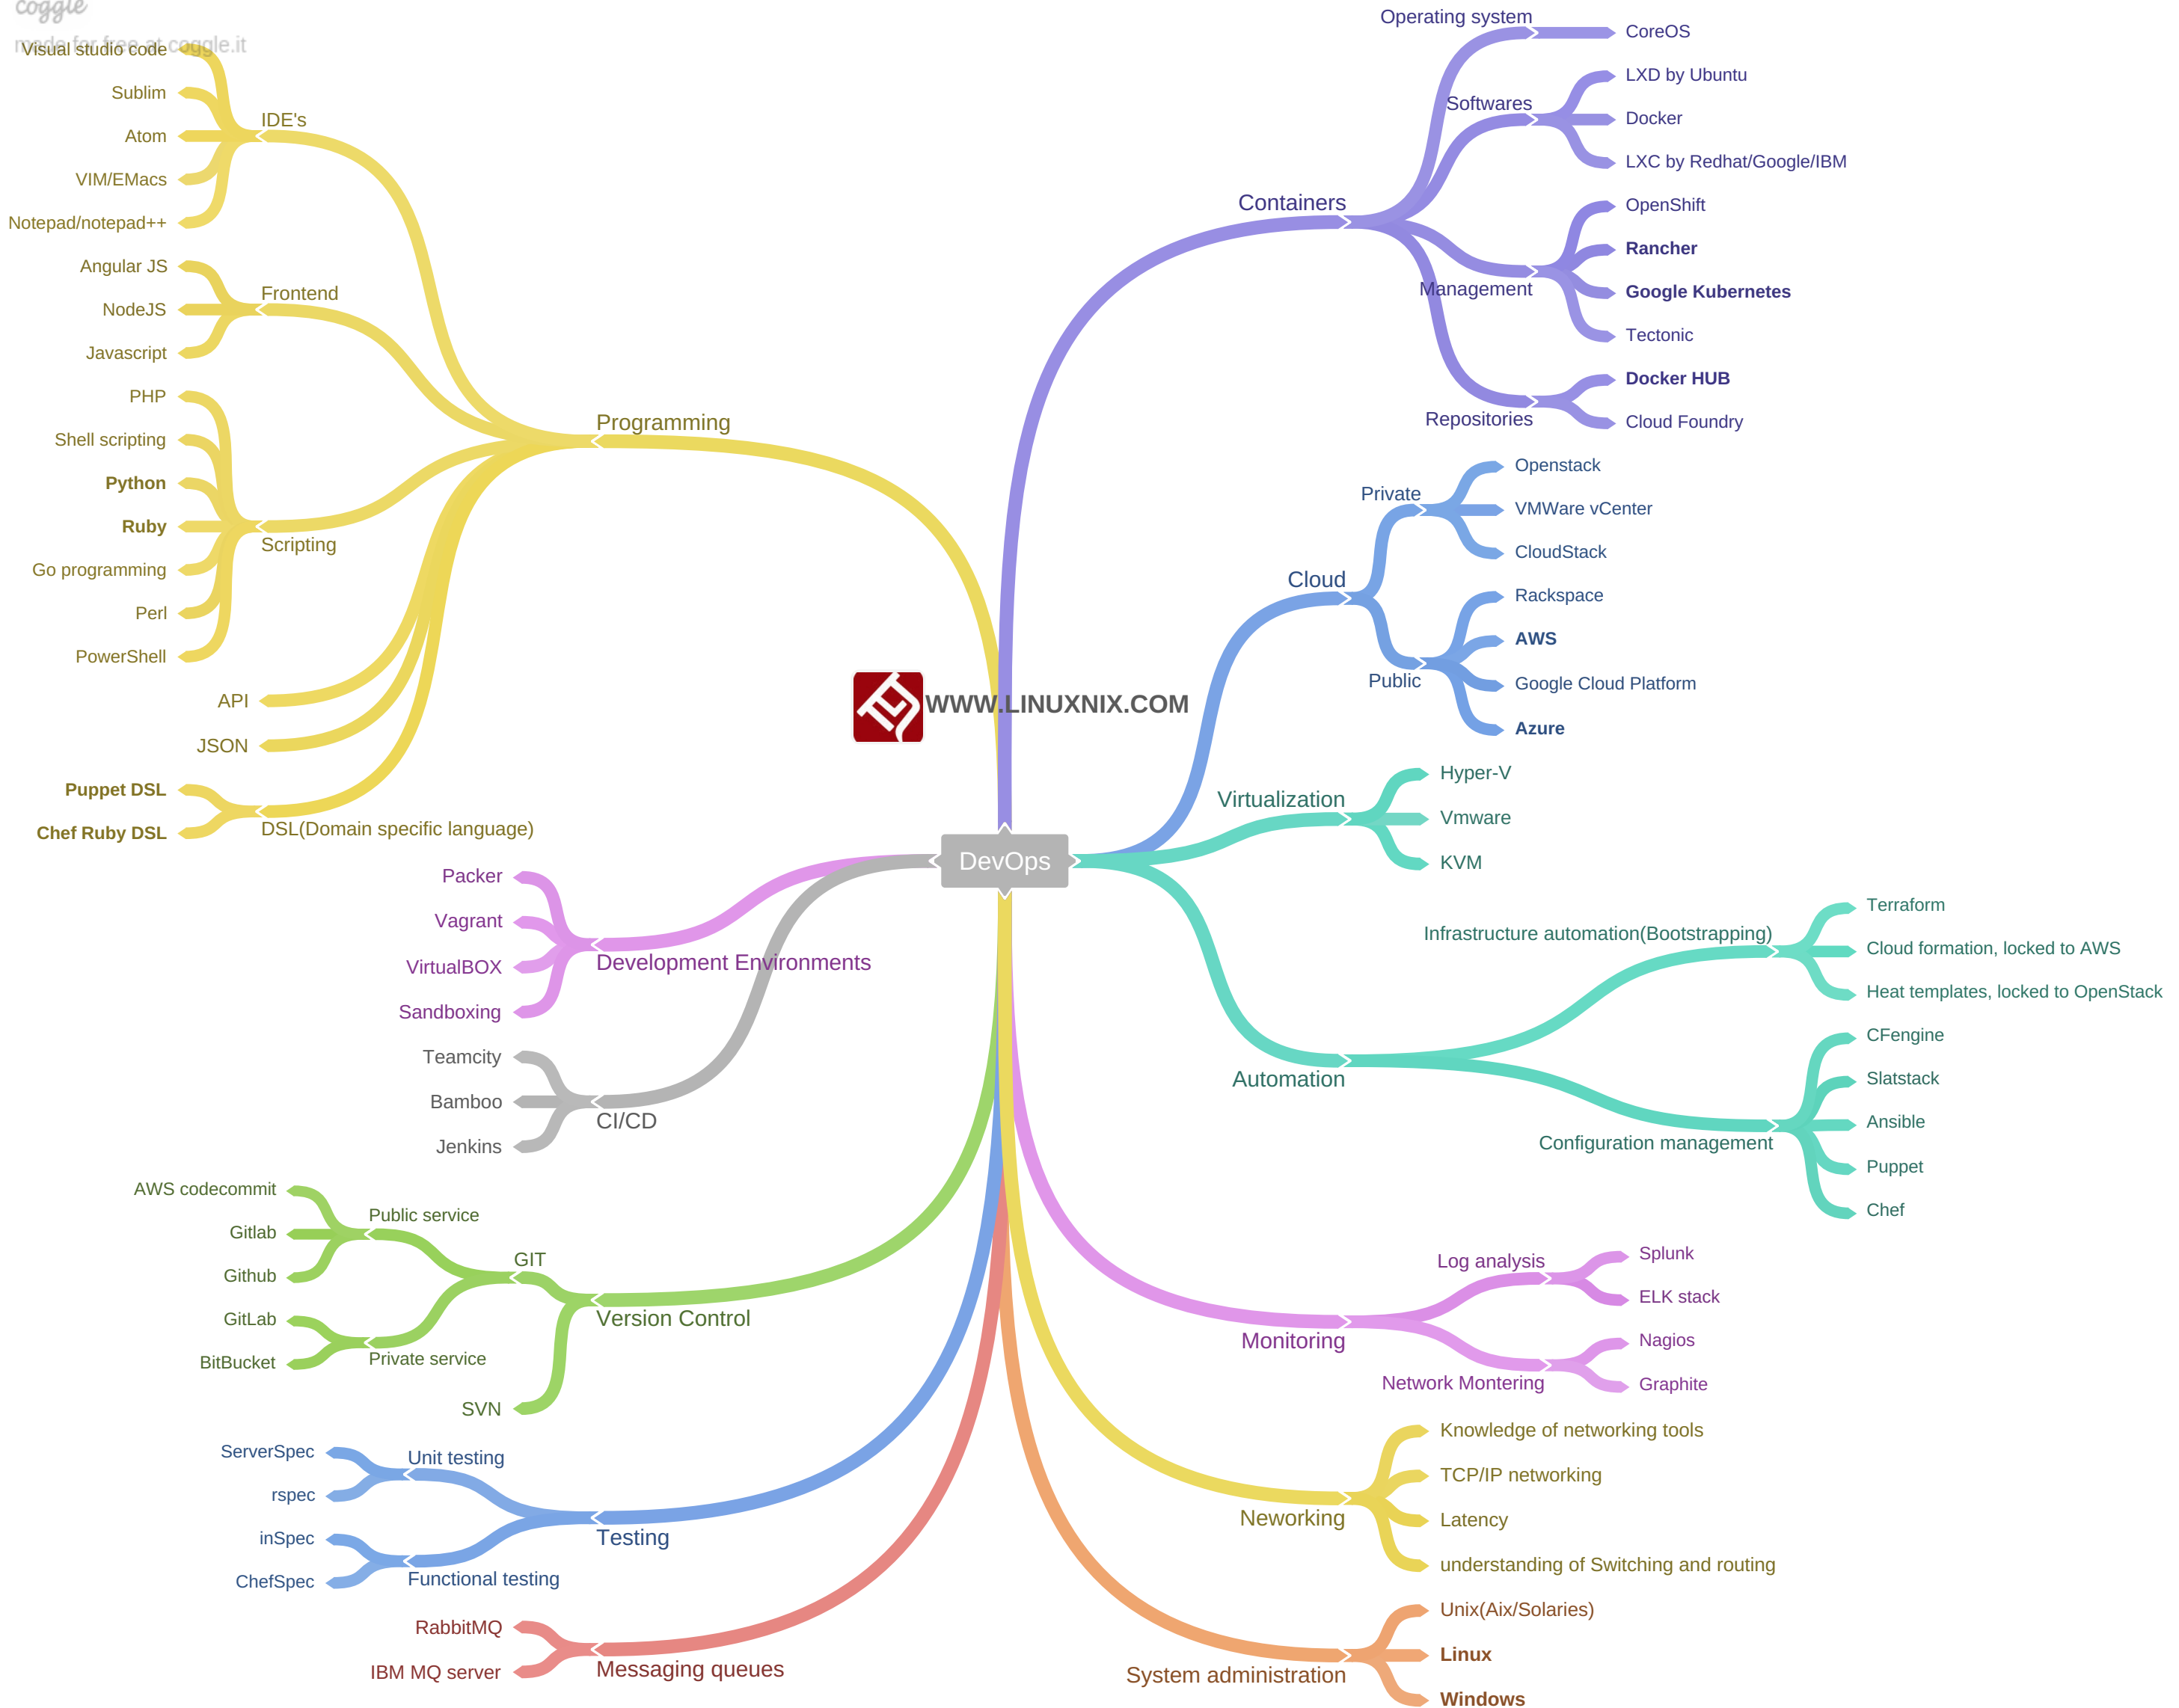 coggle
made for free at coggle.it
Visual studio code
Sublim
Atom
VIM/EMacs
Notepad/notepad++
IDE's
Angular JS
NodeJS
Javascript
Frontend
PHP
Shell scripting
Python
Ruby
Go programming
Perl
PowerShell
Scripting
API
JSON
Puppet DSL
Chef Ruby DSL
DSL(Domain specific language)
Programming
Packer
Vagrant
VirtualBOX
Sandboxing
Development Environments
Teamcity
Bamboo
Jenkins
CI/CD
AWS codecommit
Gitlab
Github
Public service
GitLab
BitBucket
Private service
GIT
SVN
Version Control
ServerSpec
rspec
Unit testing
inSpec
ChefSpec
Functional testing
Testing
RabbitMQ
IBM MQ server
Messaging queues
WWW.LINUXNIX.COM
DevOps
Containers
Operating system
CoreOS
Softwares
LXD by Ubuntu
Docker
LXC by Redhat/Google/IBM
Management
OpenShift
Rancher
Google Kubernetes
Tectonic
Repositories
Docker HUB
Cloud Foundry
Cloud
Private
Openstack
VMWare vCenter
CloudStack
Public
Rackspace
AWS
Google Cloud Platform
Azure
Virtualization
Hyper-V
Vmware
KVM
Automation
Infrastructure automation(Bootstrapping)
Terraform
Cloud formation, locked to AWS
Heat templates, locked to OpenStack
Configuration management
CFengine
Slatstack
Ansible
Puppet
Chef
Monitoring
Log analysis
Splunk
ELK stack
Network Montering
Nagios
Graphite
Neworking
Knowledge of networking tools
TCP/IP networking
Latency
understanding of Switching and routing
System administration
Unix(Aix/Solaries)
Linux
Windows